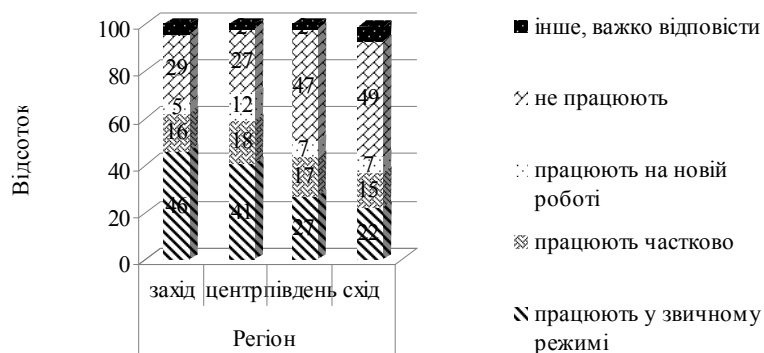 100
80
60
40
20
0
Відсоток
29
27
2
2
47
49
5
12
7
7
16
18
17
15
46
41
27
22
захід центр південь схід
Регіон
інше, важко відповісти
не працюють
працюють на новій
роботі
працюють частково
працюють у звичному
режимі